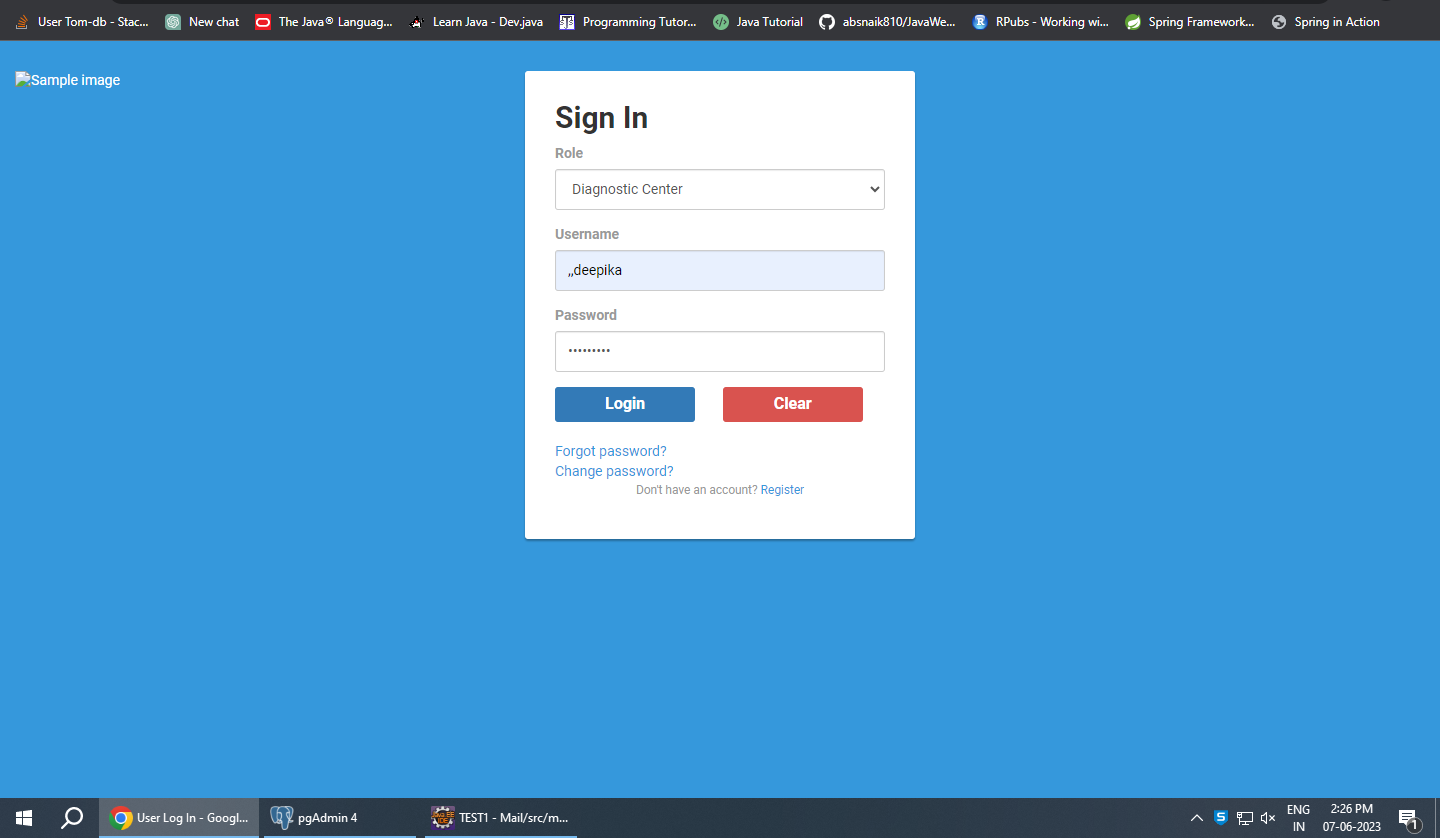 User Tom-db - Stac... New chat The Java® Languag... Learn Java - Dev.java Programming Tutor... Java Tutorial absnaik810/JavaWe... RPubs - Working wi... Spring Framework... Spring in Action
Sample image
Sign In
Role
Diagnostic Center
Username
,,deepika
Password
•••••••••
Login Clear
Forgot password?
Change password?
Don't have an account? Register
User Log In - Googl... pgAdmin 4 TEST1 - Mail/src/m... ENG 2:26 PM
IN 07-06-2023 1